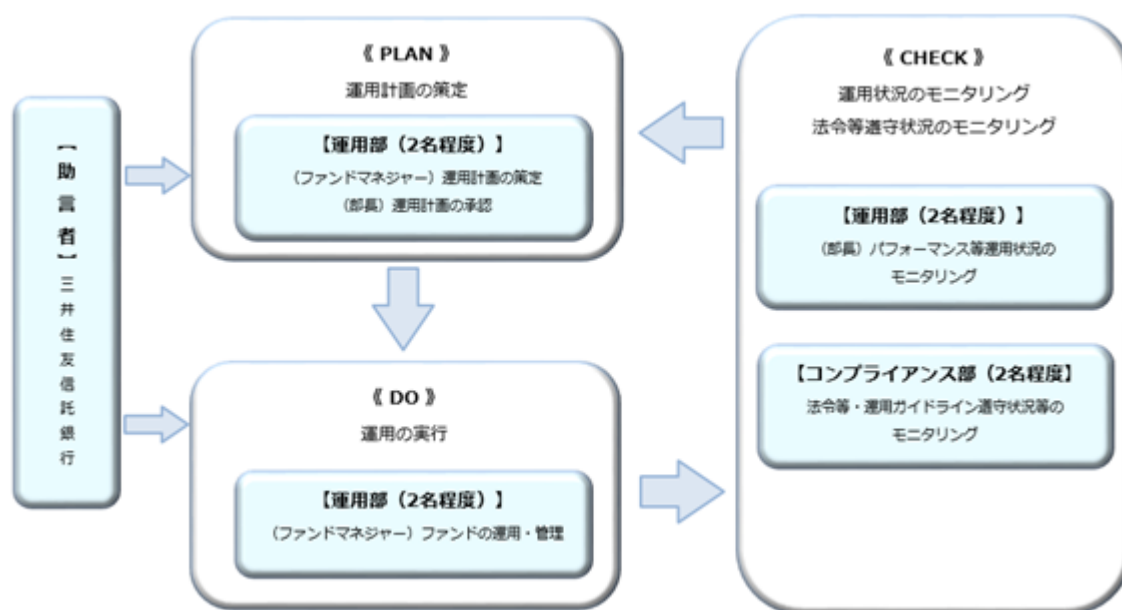 【助言者】三井住友信託銀行
《 PLAN 》
運用計画の策定
【運用部（2名程度）】
（ファンドマネジャー）運用計画の策定
（部長）運用計画の承認
《 DO 》
運用の実行
【運用部（2名程度）】
（ファンドマネジャー）ファンドの運用・管理
《 CHECK 》
運用状況のモニタリング
法令等遵守状況のモニタリング
【運用部（2名程度）】
（部長）パフォーマンス等運用状況の
モニタリング
【コンプライアンス部（2名程度】
法令等・運用ガイドライン遵守状況等の
モニタリング